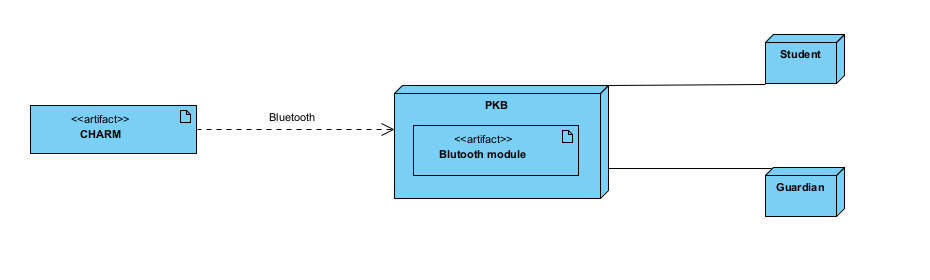 Student
PKB
<<artifact>>
CHARM
Bluetooth
<<artifact>>
Blutooth module
Guardian